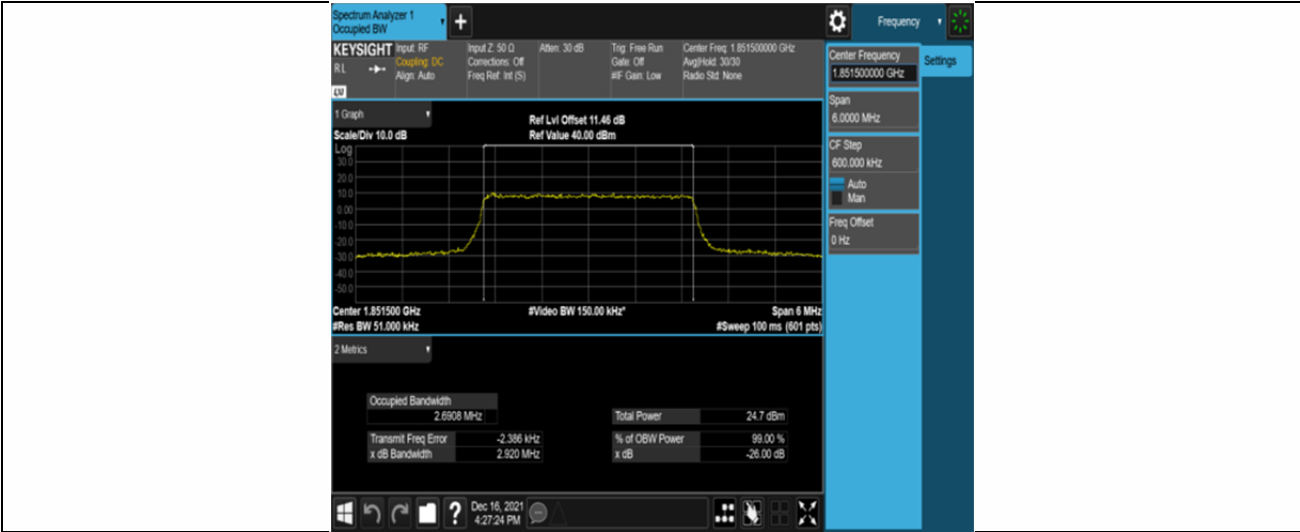 Spectrum Analyzer 1
Occupied BW
+
Frequency
KEYSIGHT
RL
LXI
Input: RF
Coupling: DC
Align: Auto
Input Z: 50 Ω
Corrections: Off
Freq Ref: Int (S)
Atten: 30 dB
Trig: Free Run
Gate: Off
#IF Gain: Low
Center Freq: 1.851500000 GHz
Avg|Hold: 30/30
Radio Std: None
1 Graph
Scale/Div 10.0 dB
Ref Lvl Offset 11.46 dB
Ref Value 40.00 dBm
Log
30.0
20.0
10.0
0.00
-10.0
-20.0
-30.0
-40.0
-50.0
Center 1.851500 GHz
#Res BW 51.000 kHz
#Video BW 150.00 kHz*
Span 6 MHz
#Sweep 100 ms (601 pts)
2 Metrics
Occupied Bandwidth
2.6908 MHz
Transmit Freq Error -2.386 kHz
x dB Bandwidth 2.920 MHz
Total Power 24.7 dBm
% of OBW Power 99.00 %
x dB -26.00 dB
Center Frequency
1.851500000 GHz
Span
6.0000 MHz
CF Step
600.000 kHz
Auto
Man
Freq Offset
0 Hz
Settings
?
Dec 16, 2021
4:27:24 PM